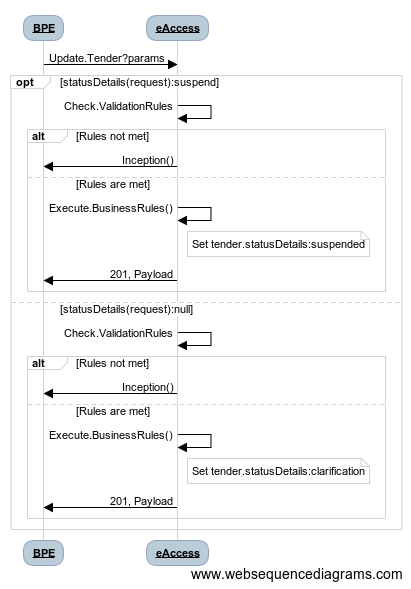 BPE eAccess
Update.Tender?params
opt [statusDetails(request):suspend]
Check.ValidationRules
alt [Rules not met]
Inception()
[Rules are met]
Execute.BusinessRules()
Set tender.statusDetails:suspended
201, Payload
[statusDetails(request):null]
Check.ValidationRules
alt [Rules not met]
Inception()
[Rules are met]
Execute.BusinessRules()
Set tender.statusDetails:clarification
201, Payload
BPE eAccess
www.websequencediagrams.com